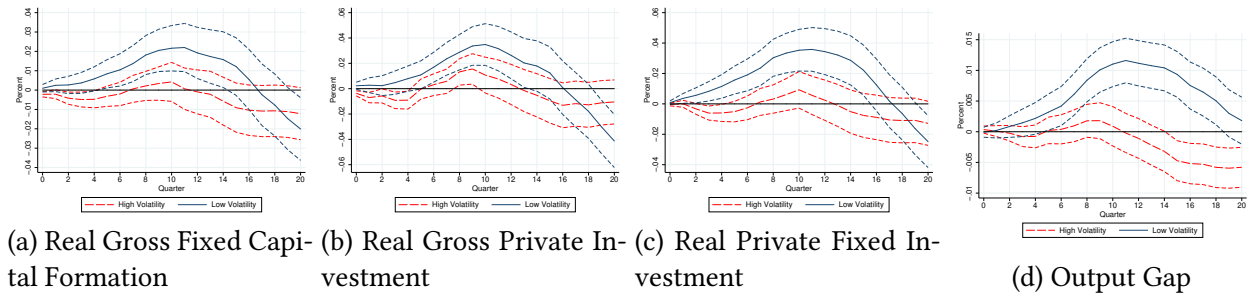 .04
.03
.02
.01
0
-.01
-.02
-.03
-.04
Percent
0 2 4 6 8 10 12 14 16 18 20
Quarter
High Volatility Low Volatility
(a) Real Gross Fixed Capi-
tal Formation
.06
.04
.02
0
-.02
-.04
-.06
Percent
0 2 4 6 8 10 12 14 16 18 20
Quarter
High Volatility Low Volatility
(b) Real Gross Private In-
vestment
.06
.04
.02
0
-.02
-.04
Percent
0 2 4 6 8 10 12 14 16 18 20
Quarter
High Volatility Low Volatility
(c) Real Private Fixed In-
vestment
.015
.01
.005
0
-.005
-.01
Percent
0 2 4 6 8 10 12 14 16 18 20
Quarter
High Volatility Low Volatility
(d) Output Gap